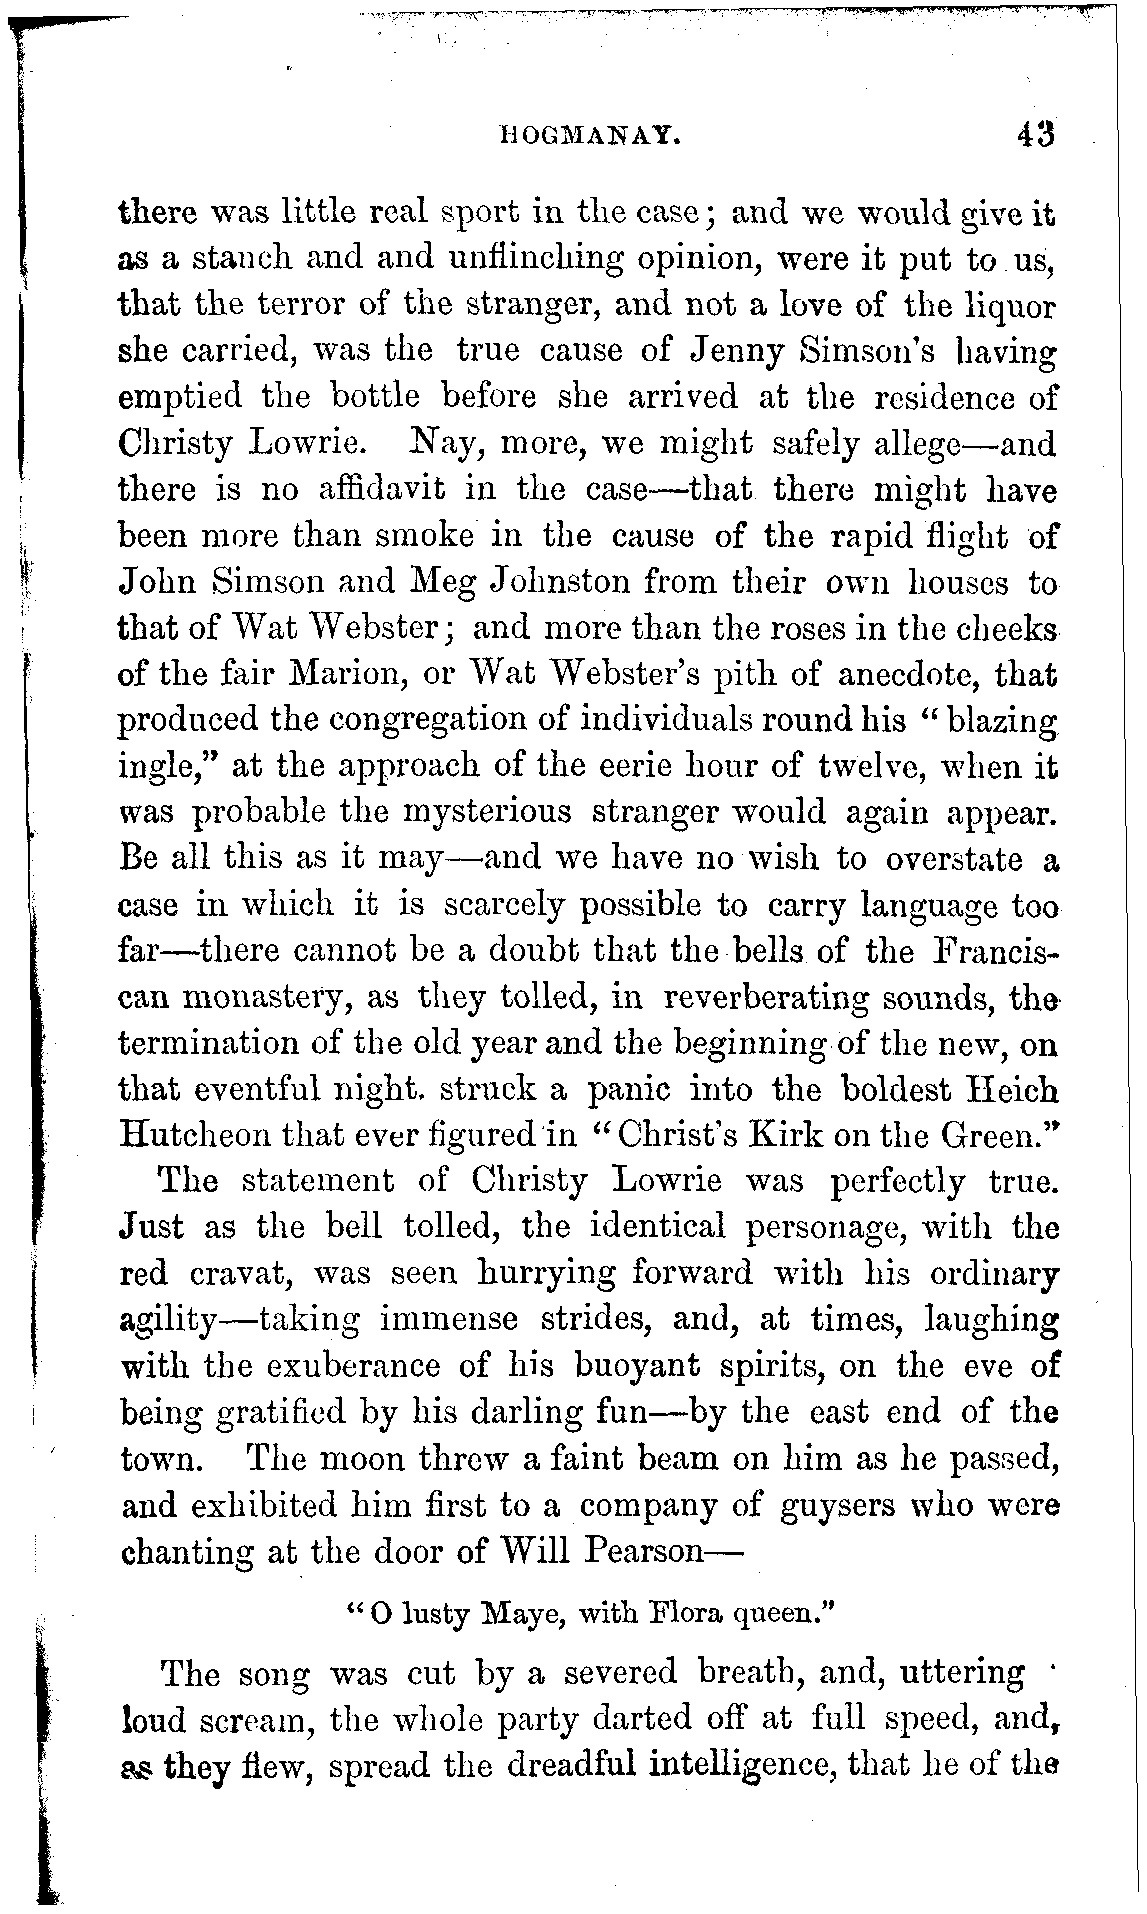 HOGMANAY. 43
there was little real sport in the case; and we would give it
as a stanch and and unflinching opinion, were it put to us,
that the terror of the stranger, and not a love of the liquor
she carried, was the true cause of Jenny Simson's having
emptied the bottle before she arrived at the residence of
Christy Lowrie. Nay, more, we might safely allege—and
there is no affidavit in the case—that there might have
been more than smoke in the cause of the rapid flight of
John Simson and Meg Johnston from their own houses to
that of Wat Webster; and more than the roses in the cheeks
of the fair Marion, or Wat Webster's pith of anecdote, that
produced the congregation of individuals round his "blazing
ingle," at the approach of the eerie hour of twelve, when it
was probable the mysterious stranger would again appear.
Be all this as it may—and we have no wish to overstate a
case in which it is scarcely possible to carry language too
far—there cannot be a doubt that the bells of the Francis-
can monastery, as they tolled, in reverberating sounds, the
termination of the old year and the beginning of the new, on
that eventful night. struck a panic into the boldest Heich
Hutcheon that ever figured in "Christ's Kirk on the Green."
The statement of Christy Lowrie was perfectly true.
Just as the bell tolled, the identical personage, with the
red cravat, was seen hurrying forward with his ordinary
agility—taking immense strides, and, at times, laughing
with the exuberance of his buoyant spirits, on the eve of
being gratified by his darling fun—by the east end of the
town. The moon threw a faint beam on him as he passed,
and exhibited him first to a company of guysers who were
chanting at the door of Will Pearson—
"O lusty Maye, with Flora queen."
The song was cut by a severed breath, and, uttering
loud scream, the whole party darted off at full speed, and,
as they flew, spread the dreadful intelligence, that he of the